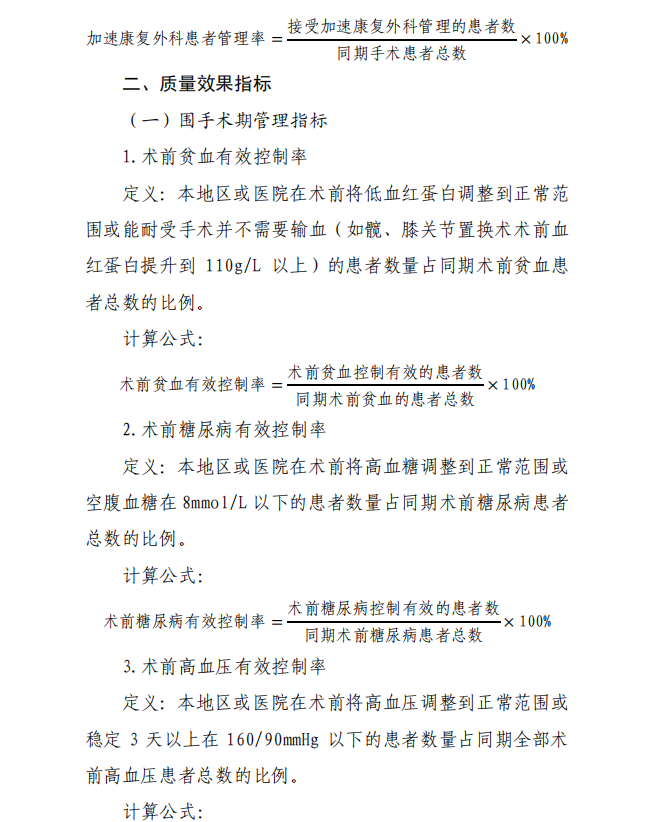 加速康复外科患者管理率=接受加速康复外科管理的患者数/同期手术患者总数×100%
二、质量效果指标
（一）围手术期管理指标
1.术前贫血有效控制率
定义：本地区或医院在术前将低血红蛋白调整到正常范
围或能耐受手术并不需要输血（如髋、膝关节置换术术前血
红蛋白提升到 110g/L 以上）的患者数量占同期术前贫血患
者总数的比例。
计算公式：
术前贫血有效控制率=术前贫血控制有效的患者数/同期术前贫血的患者总数×100%
2.术前糖尿病有效控制率
定义：本地区或医院在术前将高血糖调整到正常范围或
空腹血糖在 8mmol/L 以下的患者数量占同期术前糖尿病患者
总数的比例。
计算公式：
术前糖尿病有效控制率=术前糖尿病控制有效的患者数/同期术前糖尿病患者总数×100%
3.术前高血压有效控制率
定义：本地区或医院在术前将高血压调整到正常范围或
稳定 3 天以上在 160/90mmHg 以下的患者数量占同期全部术
前高血压患者总数的比例。
计算公式：